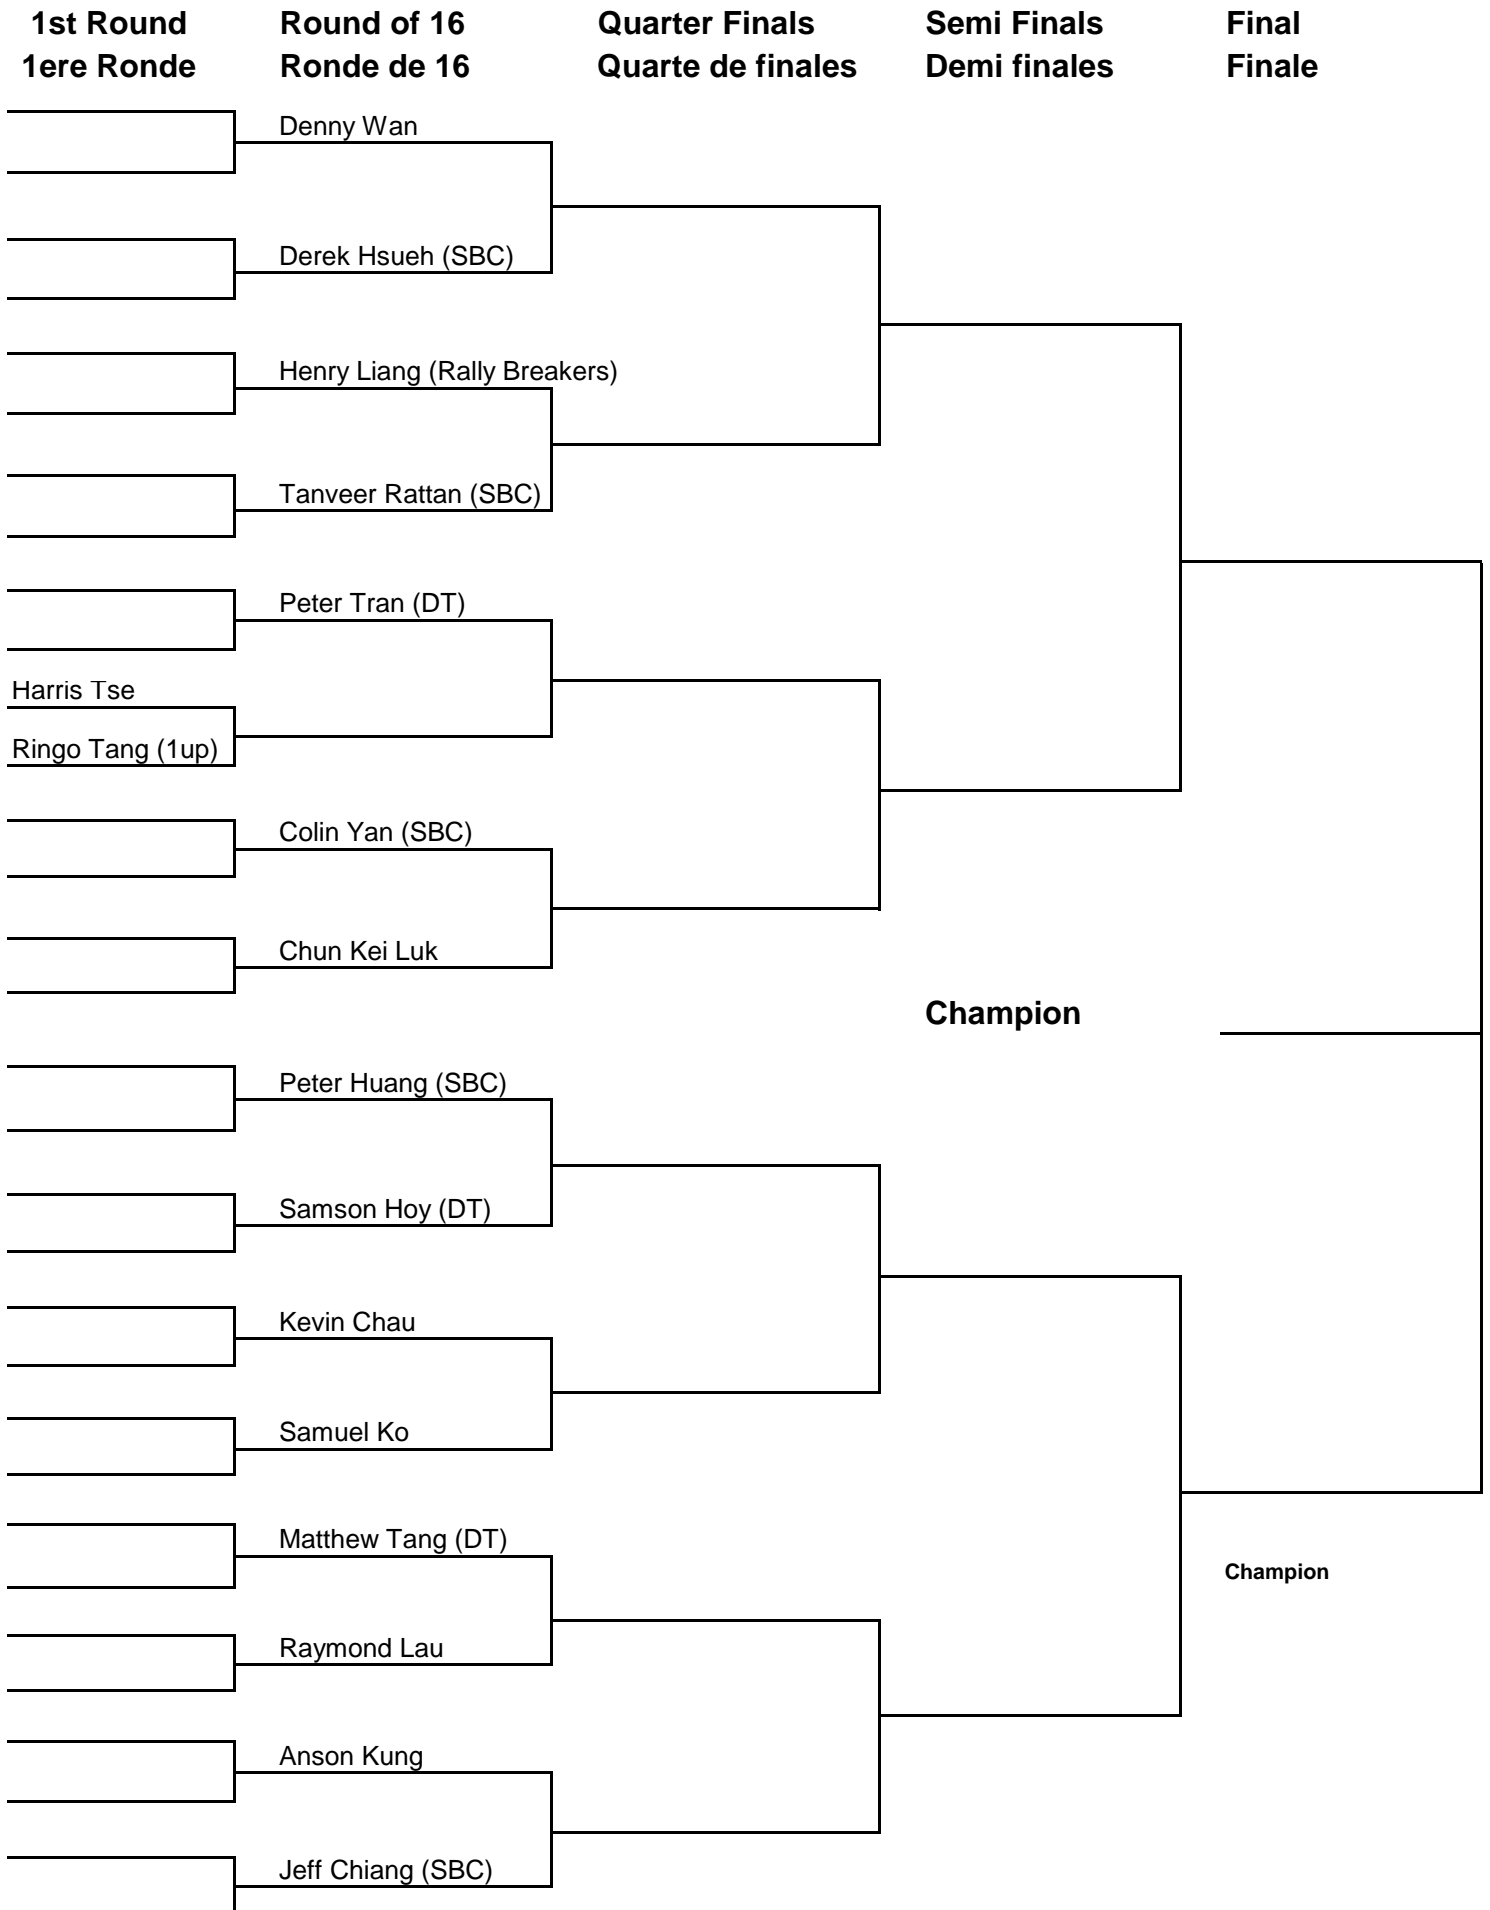 1st Round Round of 16 Quarter Finals Semi Finals Final
1ere Ronde Ronde de 16 Quarte de finales Demi finales Finale
Denny Wan
Derek Hsueh (SBC)
Henry Liang (Rally Breakers)
Tanveer Rattan (SBC)
Peter Tran (DT)
Harris Tse
Ringo Tang (1up)
Colin Yan (SBC)
Chun Kei Luk
Champion
Peter Huang (SBC)
Samson Hoy (DT)
Kevin Chau
Samuel Ko
Matthew Tang (DT)
Champion
Raymond Lau
Anson Kung
Jeff Chiang (SBC)